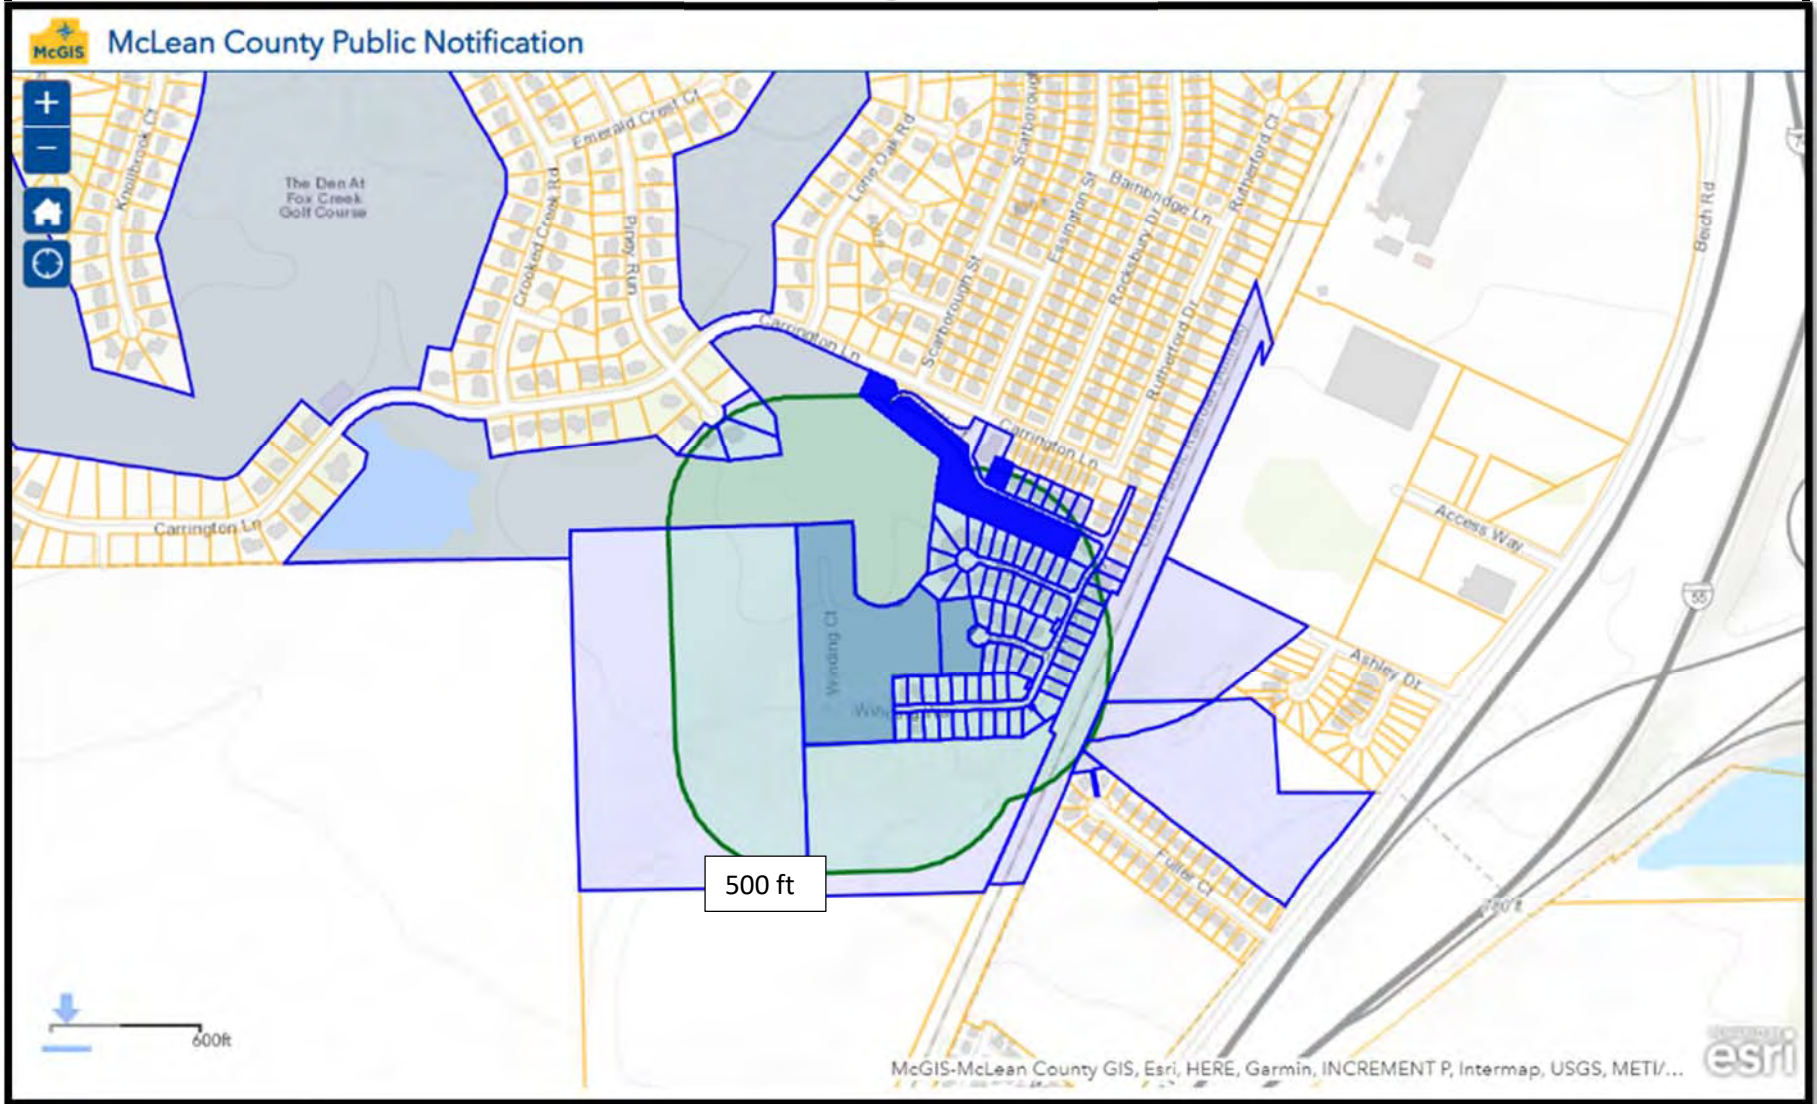 McGIS
McLean County Public Notification
+
−
Knollbrook Ct
The Den At
Fox Creek
Golf Course
Emerald Crest Ct
Crooked Creek Rd
Piney Run
Lone Oak Rd
Scarborough
Essington St
Bainbridge Ln
Rutherford Ct
Rocksbury Dr
Scarborough St
Rutherford Dr
Carrington Ln
Carrington Ln
Carrington Ln
Beich Rd
Access Way
55
Ashley Ct
Winding Ct
Fuller Ct
500 ft
600ft
McGIS-McLean County GIS, Esri, HERE, Garmin, INCREMENT P, Intermap, USGS, METI/...
esri